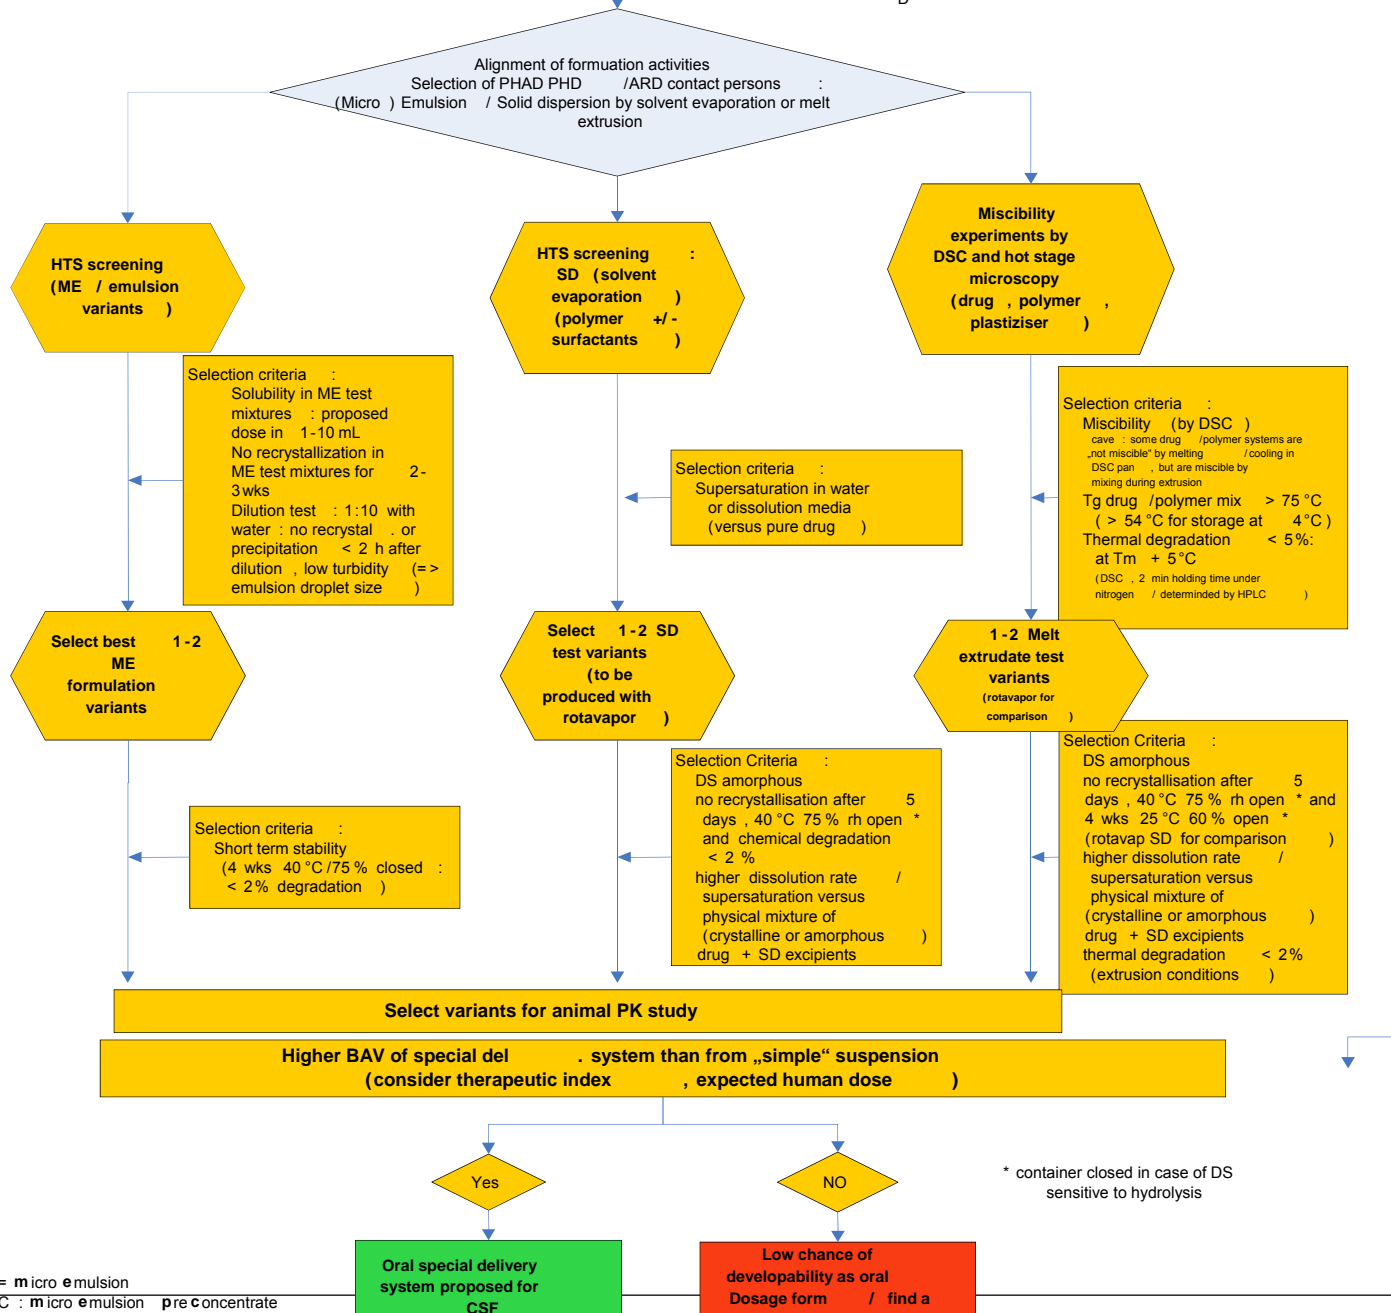 Alignment of formuation activities
Selection of PHAD PHD /ARD contact persons :
(Micro ) Emulsion / Solid dispersion by solvent evaporation or melt
extrusion
HTS screening
(ME / emulsion
variants )
HTS screening :
SD (solvent
evaporation )
(polymer +/-
surfactants )
Miscibility
experiments by
DSC and hot stage
microscopy
(drug , polymer ,
plastiziser )
Selection criteria :
Solubility in ME test
mixtures : proposed
dose in 1-10 mL
No recrystallization in
ME test mixtures for 2-
3wks
Dilution test : 1:10 with
water : no recrystal . or
precipitation < 2 h after
dilution , low turbidity (=>
emulsion droplet size )
Selection criteria :
Supersaturation in water
or dissolution media
(versus pure drug )
Selection criteria :
Miscibility (by DSC )
cave : some drug /polymer systems are
„not miscible“ by melting /cooling in
DSC pan , but are miscible by
mixing during extrusion
Tg drug /polymer mix > 75 °C
( > 54 °C for storage at 4°C )
Thermal degradation < 5%:
at Tm + 5°C
(DSC , 2 min holding time under
nitrogen / determinded by HPLC )
Select best 1-2
ME
formulation
variants
Select 1-2 SD
test variants
(to be
produced with
rotavapor )
1-2 Melt
extrudate test
variants
(rotavapor for
comparison )
Selection criteria :
Short term stability
(4 wks 40 °C /75 % closed :
< 2% degradation )
Selection Criteria :
DS amorphous
no recrystallisation after 5
days , 40 °C 75 % rh open *
and chemical degradation
< 2 %
higher dissolution rate /
supersaturation versus
physical mixture of
(crystalline or amorphous )
drug + SD excipients
Selection Criteria :
DS amorphous
no recrystallisation after 5
days , 40 °C 75 % rh open * and
4 wks 25 °C 60 % open *
(rotavap SD for comparison )
higher dissolution rate /
supersaturation versus
physical mixture of
(crystalline or amorphous )
drug + SD excipients
thermal degradation < 2%
(extrusion conditions )
Select variants for animal PK study
Higher BAV of special del . system than from „simple“ suspension
(consider therapeutic index , expected human dose )
Yes
NO
* container closed in case of DS
sensitive to hydrolysis
Oral special delivery
system proposed for
CSF
Low chance of
developability as oral
Dosage form / find a
= micro emulsion
C : micro emulsion pre concentrate